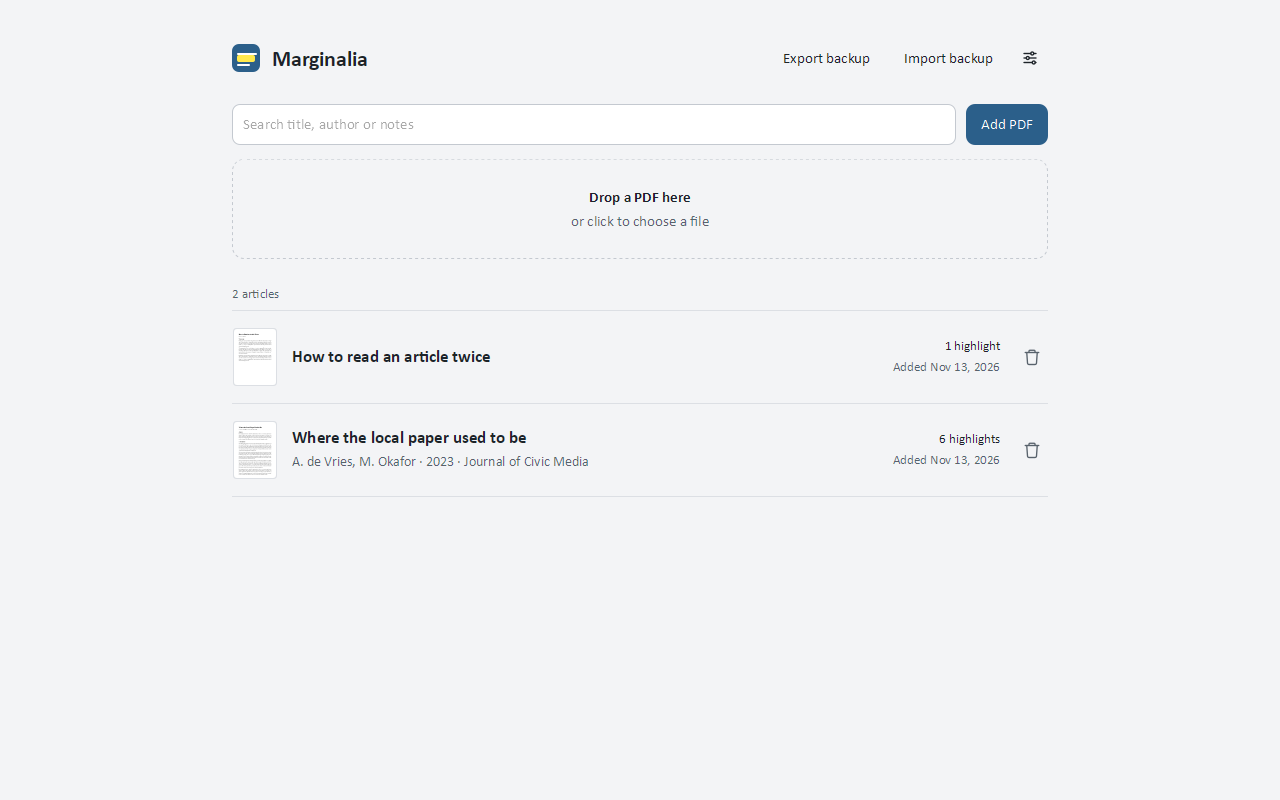 Marginalia
Export backup
Import backup
Search title, author or notes
Add PDF
Drop a PDF here
or click to choose a file
2 articles
How to read an article twice
1 highlight
Added Nov 13, 2026
Where the local paper used to be
A. de Vries, M. Okafor · 2023 · Journal of Civic Media
6 highlights
Added Nov 13, 2026